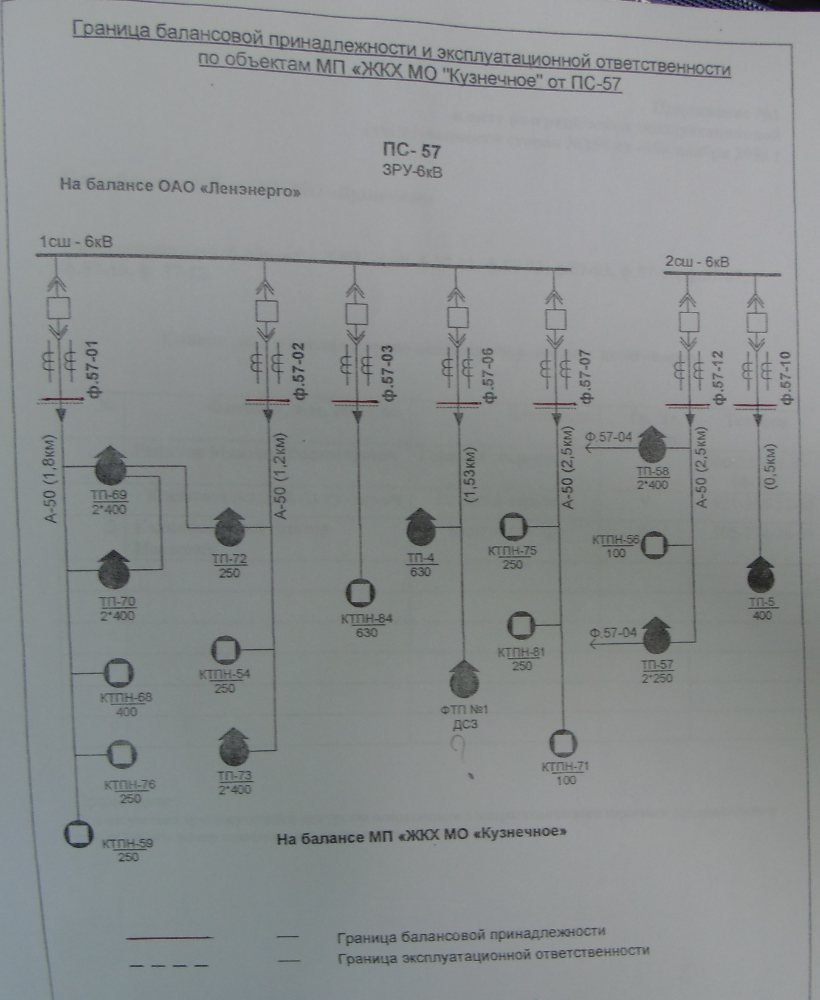 Граница балансовой принадлежности и эксплуатационной ответственности
по объектам МП «ЖКХ МО "Кузнечное" от ПС-57
ПС- 57
ЗРУ-6кВ
На балансе ОАО «Ленэнерго»
1сш - 6кВ
2сш - 6кВ
ф.57-01
ф.57-02
ф.57-03
ф.57-06
ф.57-07
ф.57-12
ф.57-10
А-50 (1,8км)
А-50 (1,2км)
(1,53км)
А-50 (2,5км)
А-50 (2,5км)
(0,5км)
Ф.57-04
ТП-58
2*400
ТП-69
2*400
ТП-72
250
ТП-4
630
КТПН-75
250
КТПН-56
100
ТП-70
2*400
КТПН-84
630
ТП-5
400
Ф.57-04
КТПН-54
250
КТПН-81
250
ТП-57
2*250
КТПН-68
400
ФТП №1
ДСЗ
?
КТПН-76
250
ТП-73
2*400
КТПН-71
100
КТПН-59
250
На балансе МП «ЖКХ МО «Кузнечное»
— Граница балансовой принадлежности
— Граница эксплуатационной ответственности